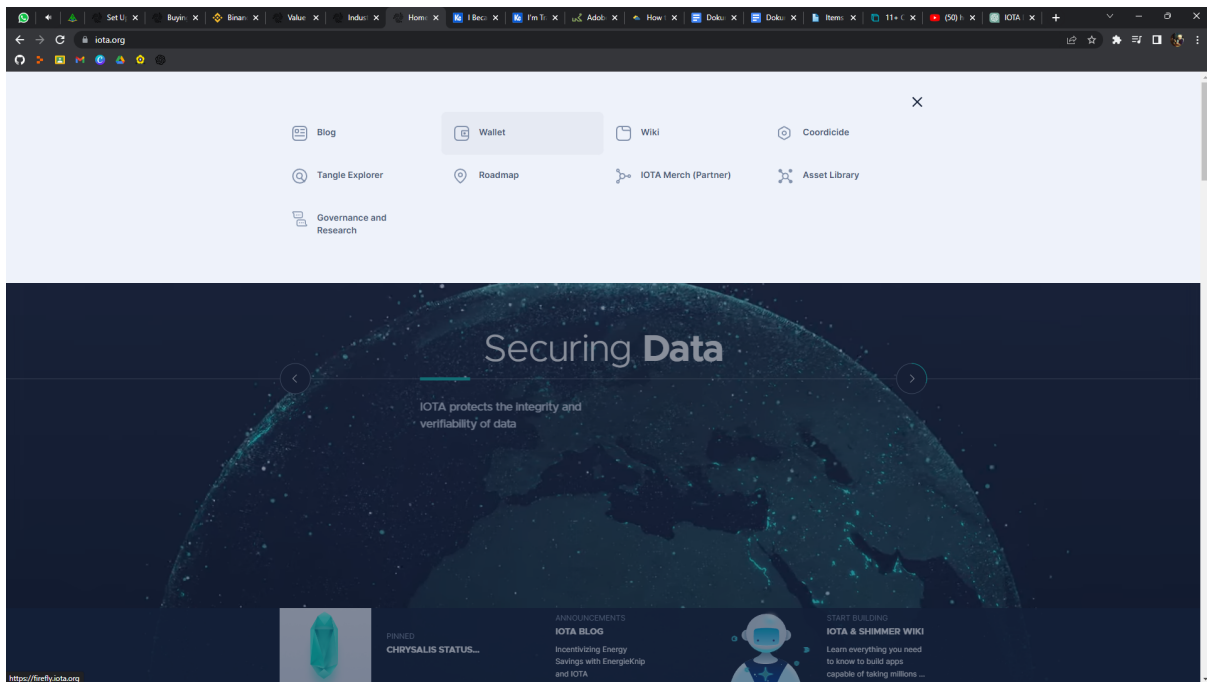 Set U
Buyin
Binan
Value
Indus
Home
I Beca
I'm Tr
Adob
How t
Doku
Doku
Items
11+ C
(50) h
IOTA
iota.org
Blog
Wallet
Wiki
Coordicide
Tangle Explorer
Roadmap
IOTA Merch (Partner)
Asset Library
Governance and
Research
Securing Data
IOTA protects the integrity and
verifiability of data
PINNED
CHRYSALIS STATUS...
ANNOUNCEMENTS
IOTA BLOG
Incentivizing Energy
Savings with EnergieKnip
and IOTA
START BUILDING
IOTA & SHIMMER WIKI
Learn everything you need
to know to build apps
capable of taking millions ...
https://firefly.iota.org